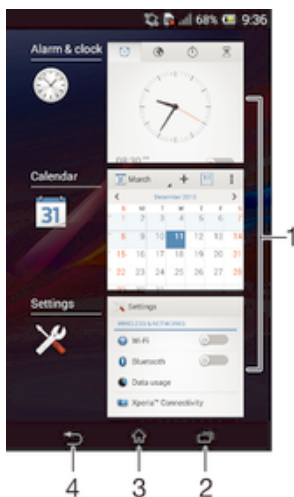 68% 9:36
Alarm & clock
08:30
Calendar
31 March
December 2013
S M T W T F S
1 2 3 4 5 6 7
8 9 10 11 12 13 14
15 16 17 18 19 20 21
22 23 24 25 26 27 28
31
Settings
Settings
WIRELESS & NETWORKS
Wi-Fi
Bluetooth
Data usage
Xperia™ Connectivity
1
4 3 2